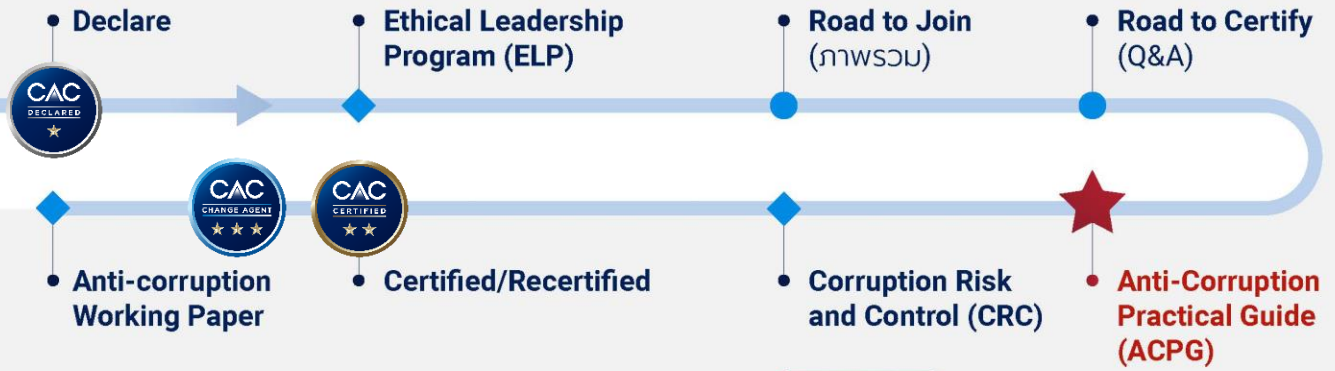 Declare
Ethical Leadership
Program (ELP)
Road to Join
(ภาพรวม)
Road to Certify
(Q&A)
CAC
DECLARED
CAC
CHANGE AGENT
CAC
CERTIFIED
Anti-corruption
Working Paper
Certified/Recertified
Corruption Risk
and Control (CRC)
Anti-Corruption
Practical Guide
(ACPG)